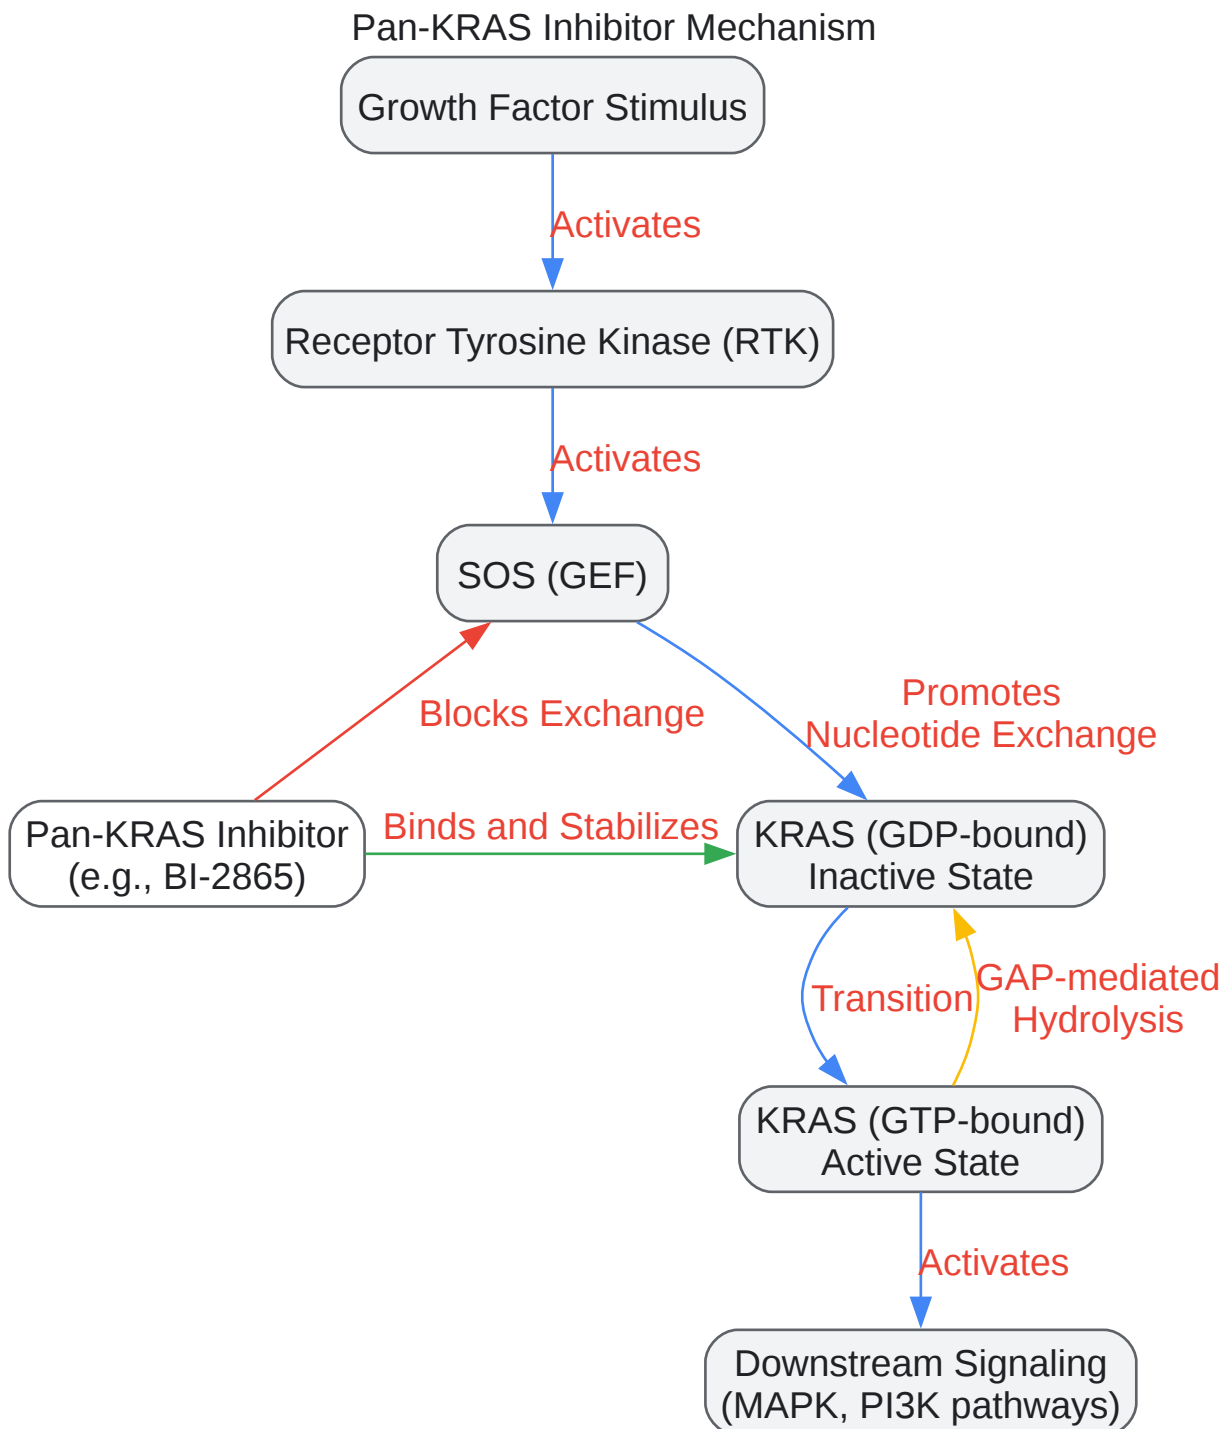 Pan-KRAS Inhibitor Mechanism
Growth Factor Stimulus
Activates
Receptor Tyrosine Kinase (RTK)
Activates
SOS (GEF)
Promotes
Nucleotide Exchange
Blocks Exchange
Pan-KRAS Inhibitor
(e.g., BI-2865)
Binds and Stabilizes
KRAS (GDP-bound)
Inactive State
Transition
GAP-mediated
Hydrolysis
KRAS (GTP-bound)
Active State
Activates
Downstream Signaling
(MAPK, PI3K pathways)